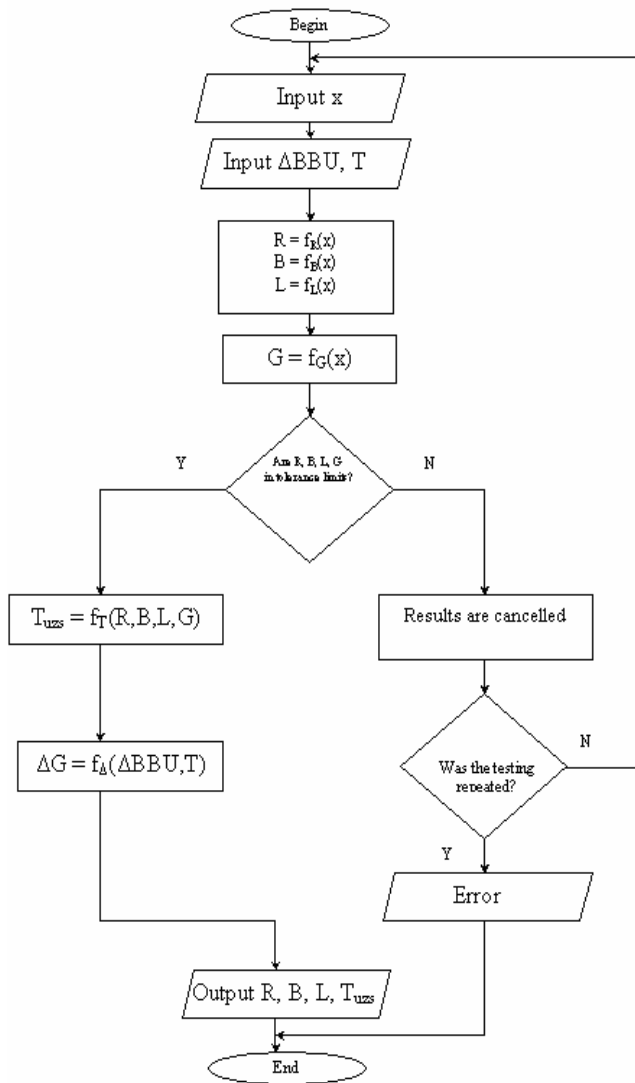 Begin
Input x
Input ΔBBU, T
R = fR(x)
B = fB(x)
L = fL(x)
G = fG(x)
Y
Are R, B, L, G
in tolerance limits?
N
Tuzs = fT(R,B,L,G)
Results are cancelled
ΔG = fΔ(ΔBBU,T)
Was the testing
repeated?
N
Y
Error
Output R, B, L, Tuzs
End